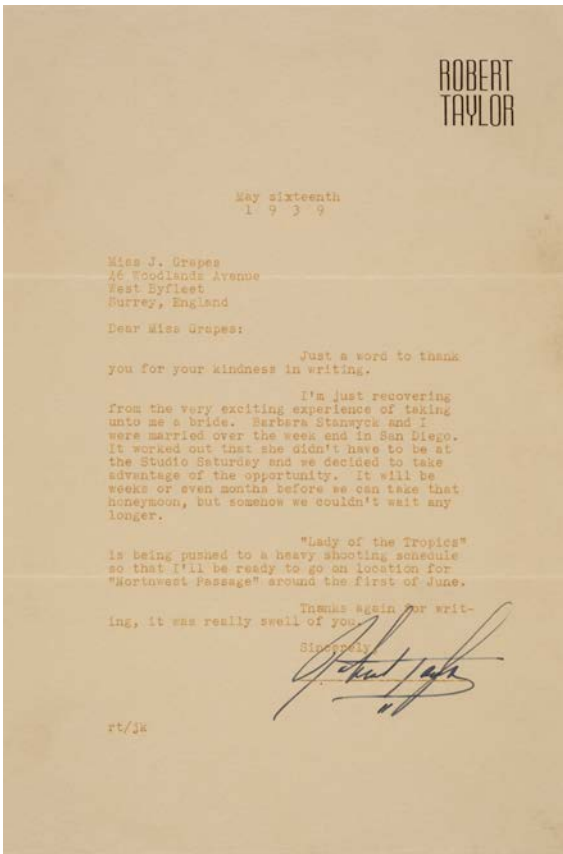 ROBERT
TAYLOR
May sixteenth
1 9 3 9
Miss J. Grapes
46 Woodlands Avenue
West Byfleet
Surrey, England
Dear Miss Grapes:
Just a word to thank
you for your kindness in writing.
I'm just recovering
from the very exciting experience of taking
unto me a bride. Barbara Stanwyck and I
were married over the week end in San Diego.
It worked out that she didn't have to be at
the Studio Saturday and we decided to take
advantage of the opportunity. It will be
weeks or even months before we can take that
honeymoon, but somehow we couldn't wait any
longer.
"Lady of the Tropics"
is being pushed to a heavy shooting schedule
so that I'll be ready to go on location for
"Northwest Passage" around the first of June.
Thanks again for writ-
ing, it was really swell of you.
Sincerely,
Robert Taylor
rt/jk